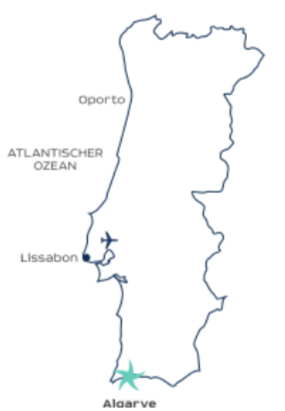 Oporto
ATLANTISCHER
OZEAN
Lissabon
Algarve